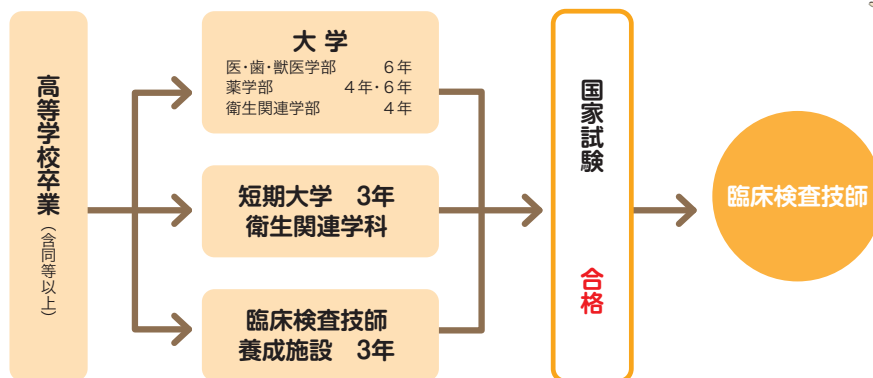 高等学校卒業（含同等以上）
大学
医・歯・獣医学部　6年
薬学部　4年・6年
衛生関連学部　4年
短期大学　3年
衛生関連学科
臨床検査技師
養成施設　3年
国家試験　合格
臨床検査技師